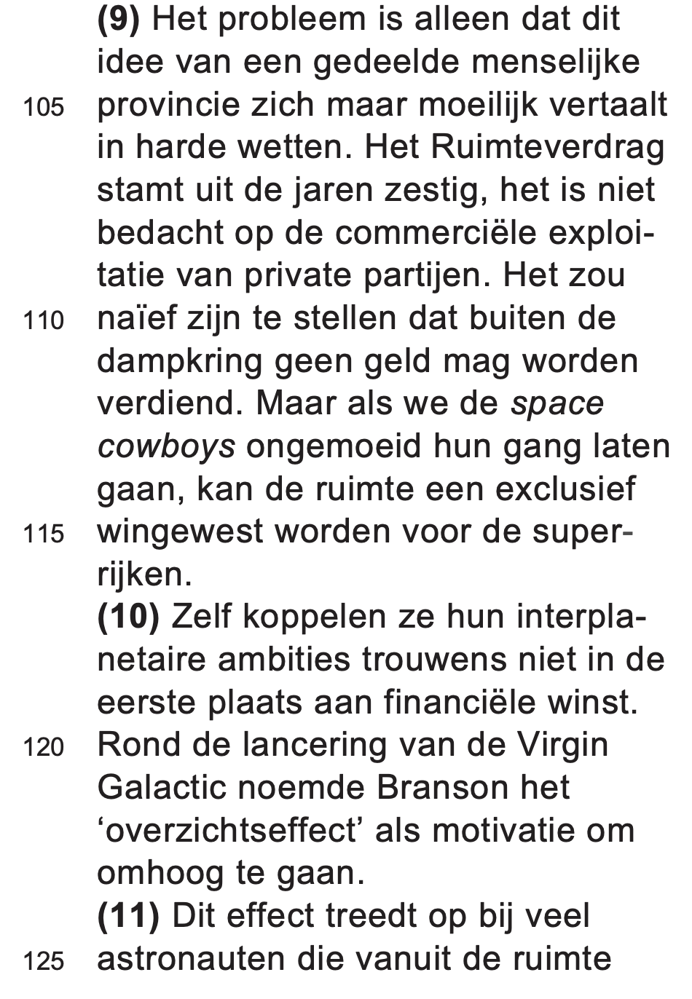 (9) Het probleem is alleen dat dit
idee van een gedeelde menselijke
105 provincie zich maar moeilijk vertaalt
in harde wetten. Het Ruimteverdrag
stamt uit de jaren zestig, het is niet
bedacht op de commerciële exploi-
tatie van private partijen. Het zou
110 naïef zijn te stellen dat buiten de
dampkring geen geld mag worden
verdiend. Maar als we de space
cowboys ongemoeid hun gang laten
gaan, kan de ruimte een exclusief
115 wingewest worden voor de super-
rijken.
(10) Zelf koppelen ze hun interpla-
netaire ambities trouwens niet in de
eerste plaats aan financiële winst.
120 Rond de lancering van de Virgin
Galactic noemde Branson het
‘overzichtseffect’ als motivatie om
omhoog te gaan.
(11) Dit effect treedt op bij veel
125 astronauten die vanuit de ruimte